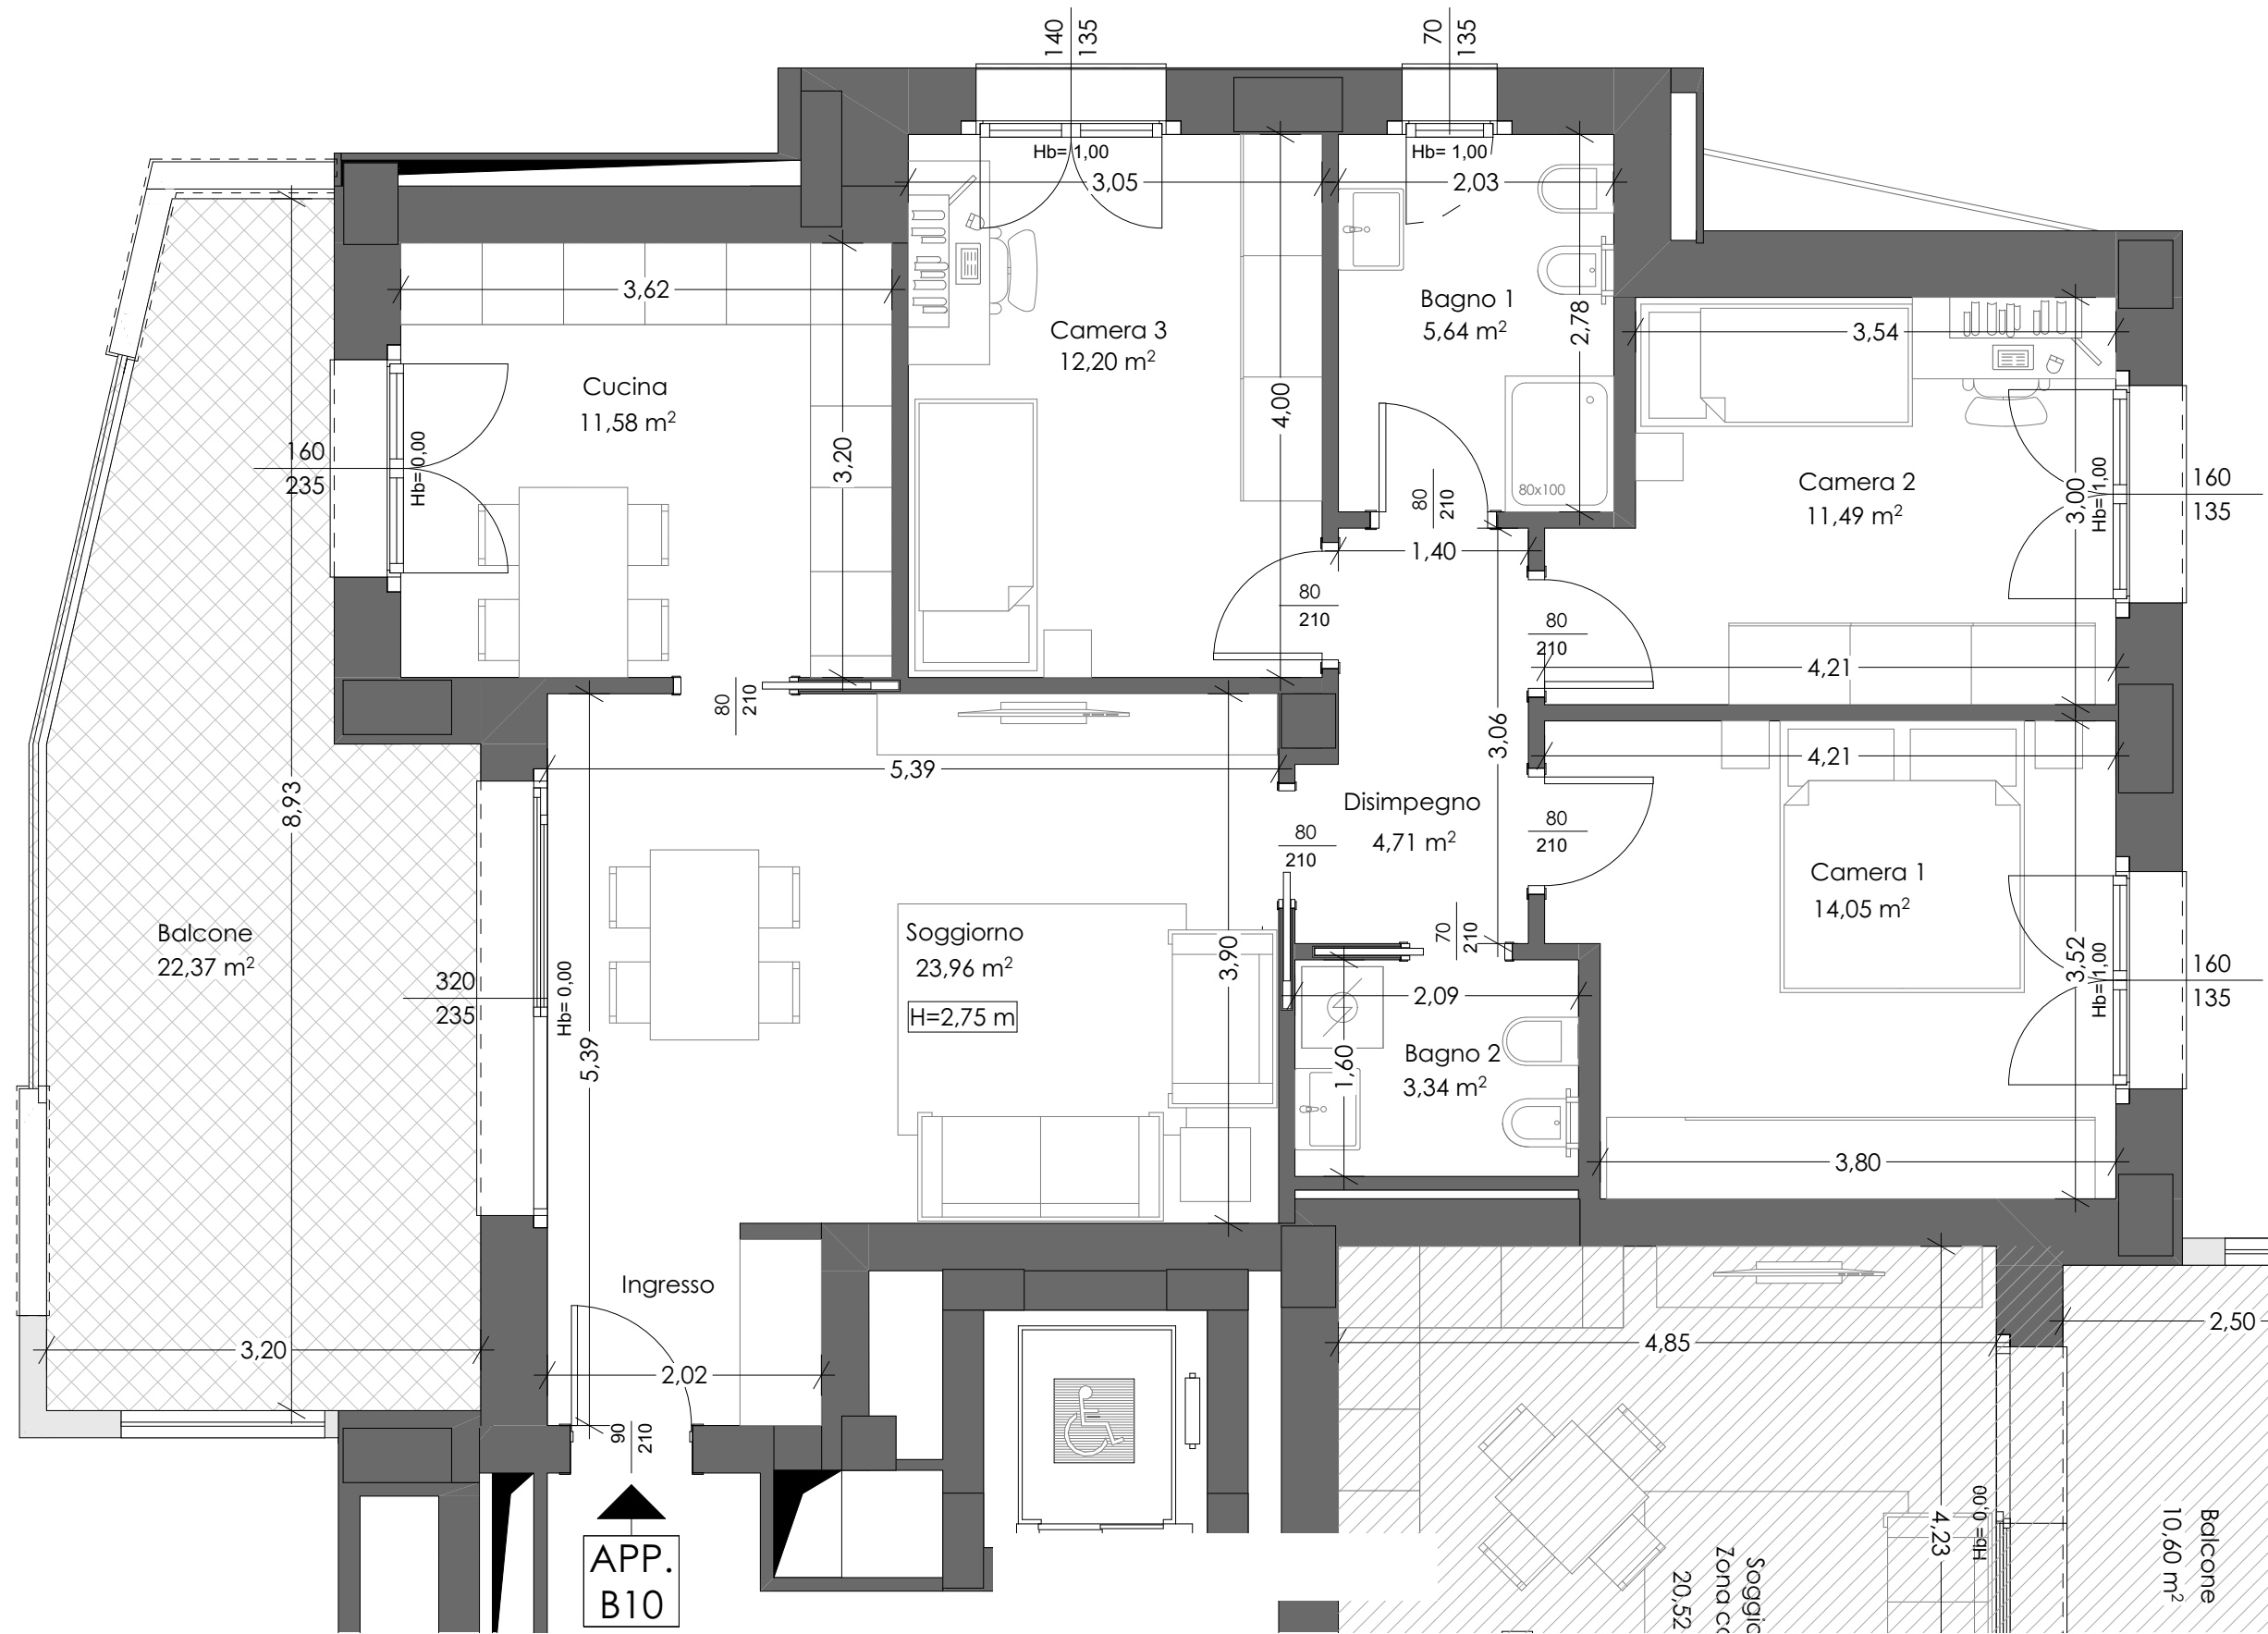 140
135
70
135
Hb= 1,00
Hb= 1,00
3,05
2,03
3,62
Camera 3
12,20 m²
Bagno 1
5,64 m²
2,78
3,54
Cucina
11,58 m²
4,00
3,20
160
235
Hb= 0,00
80x100
80
210
Camera 2
11,49 m²
3,00
Hb= 1,00
160
135
1,40
80
210
80
210
4,21
80
210
3,06
5,39
4,21
8,93
Disimpegno
4,71 m²
80
210
80
210
Camera 1
14,05 m²
Balcone
22,37 m²
Soggiorno
23,96 m²
H=2,75 m
3,90
70
210
3,52
Hb= 1,00
160
135
320
235
Hb= 0,00
5,39
2,09
1,60
Bagno 2
3,34 m²
3,80
Ingresso
3,20
2,02
4,85
2,50
90
210
APP.
B10
4,23
Hb= 0,00
Balcone
10,60 m²
20,52